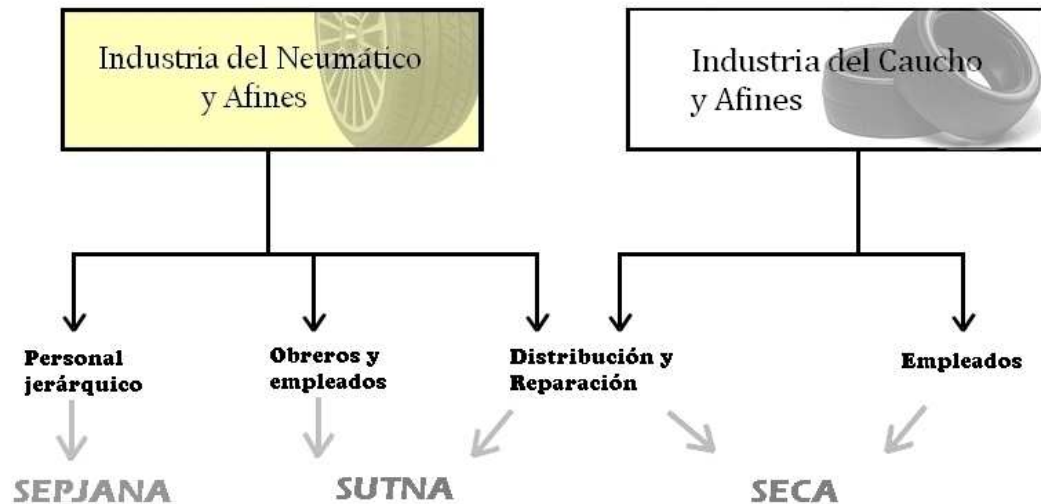 Industria del Neumático
y Afines
Industria del Caucho
y Afines
Personal
jerárquico
Obreros y
empleados
Distribución y
Reparación
Empleados
SEPJANA
SUTNA
SECA